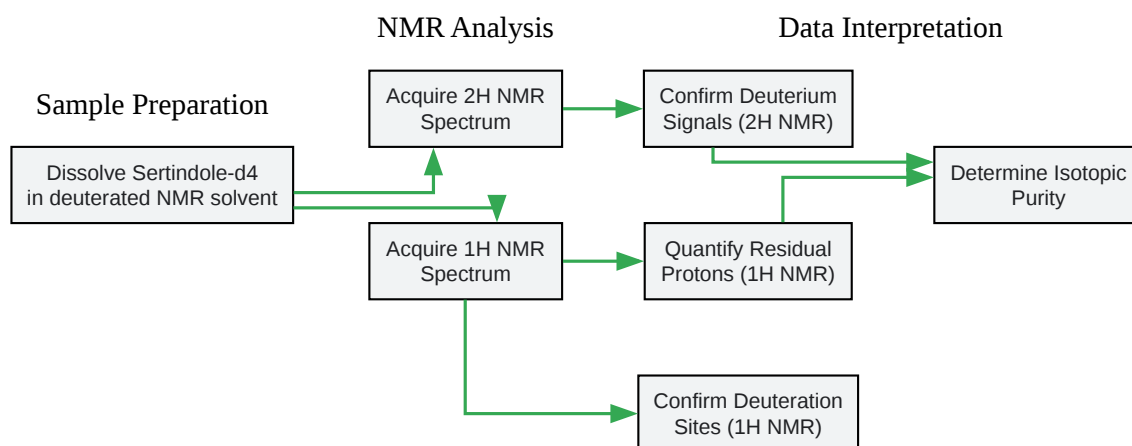 NMR Analysis
Data Interpretation
Sample Preparation
Acquire 2H NMR
Spectrum
Confirm Deuterium
Signals (2H NMR)
Dissolve Sertindole-d4
in deuterated NMR solvent
Determine Isotopic
Purity
Acquire 1H NMR
Spectrum
Quantify Residual
Protons (1H NMR)
Confirm Deuteration
Sites (1H NMR)